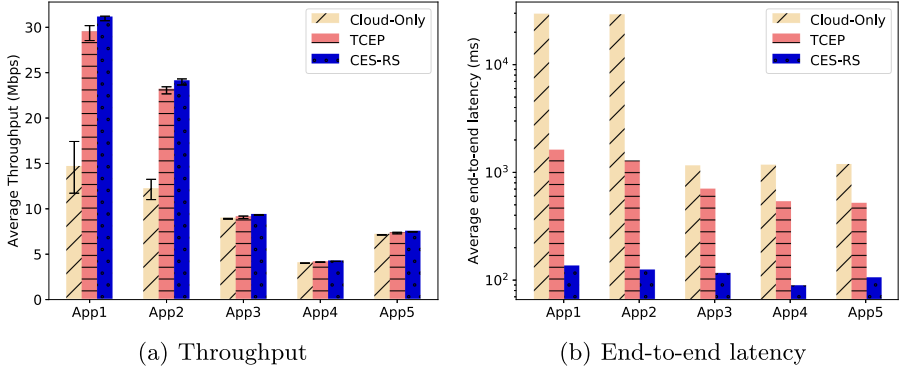 Average Throughput (Mbps)
30
25
20
15
10
5
0
Cloud-Only
TCEP
CES-RS
App1 App2 App3 App4 App5
(a) Throughput
Average end-to-end latency (ms)
10^4
10^3
10^2
Cloud-Only
TCEP
CES-RS
App1 App2 App3 App4 App5
(b) End-to-end latency